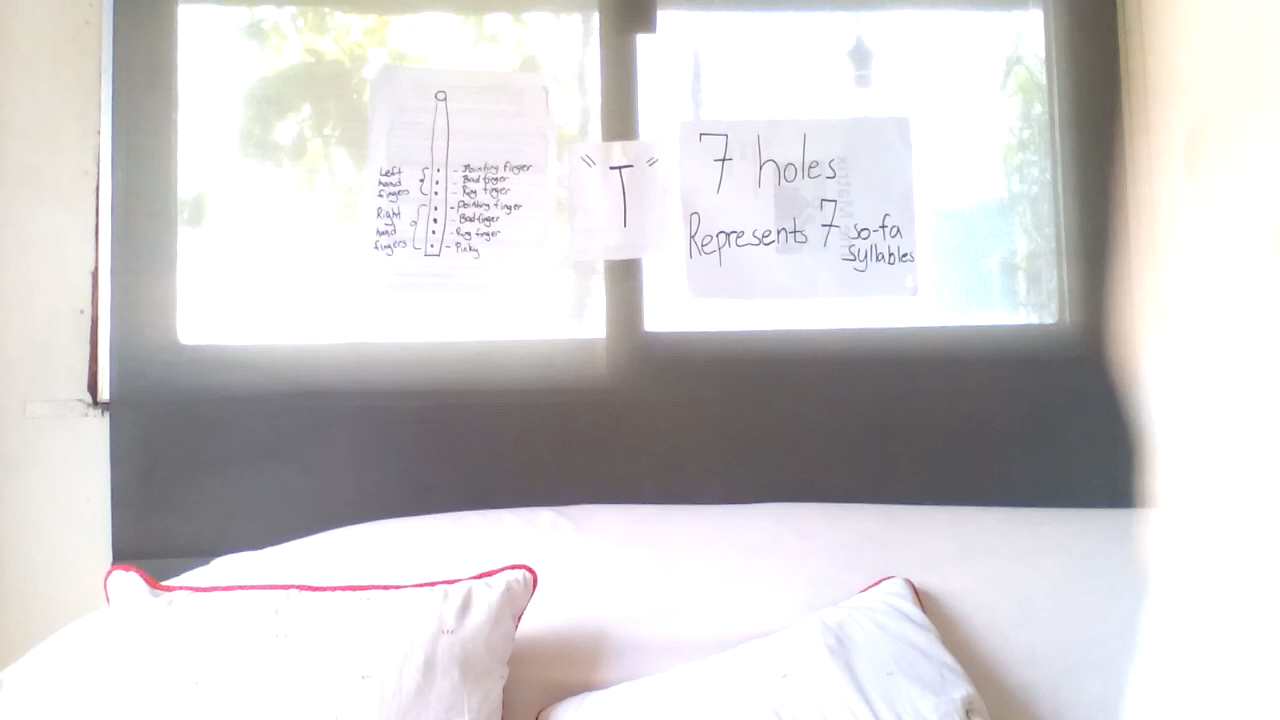 Left
hand
fingers
Right
hand
fingers
- Pointing finger
- Bad finger
- Ring finger
- Pointing finger
- Bad finger
- Ring finger
- Pinky
"T"
7 holes
Represents 7 so-fa
syllables